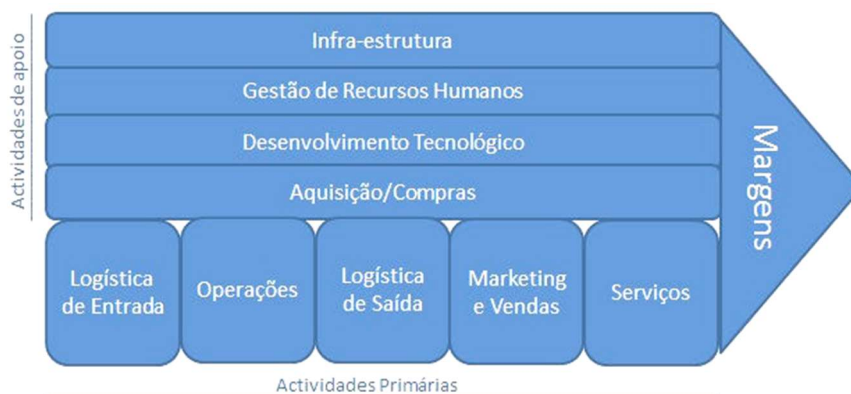 Actividades de apoio
Infra-estrutura
Gestão de Recursos Humanos
Desenvolvimento Tecnológico
Aquisição/Compras
Margens
Logística
de Entrada
Operações
Logística
de Saída
Marketing
e Vendas
Serviços
Actividades Primárias